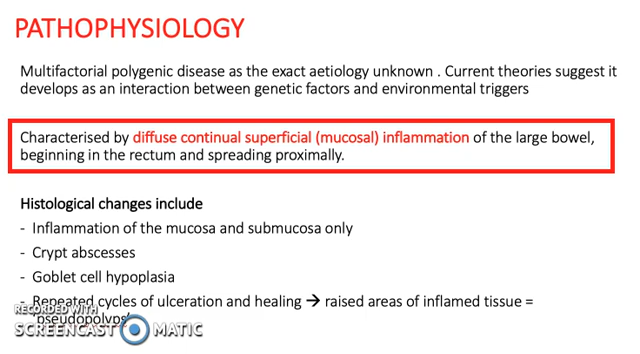 PATHOPHYSIOLOGY
Multifactorial polygenic disease as the exact aetiology unknown . Current theories suggest it
develops as an interaction between genetic factors and environmental triggers
Characterised by diffuse continual superficial (mucosal) inflammation of the large bowel,
beginning in the rectum and spreading proximally.
Histological changes include
- Inflammation of the mucosa and submucosa only
- Crypt abscesses
- Goblet cell hypoplasia
- Repeated cycles of ulceration and healing → raised areas of inflamed tissue =
'pseudopolyps'
RECORDED WITH
SCREENCAST MATIC